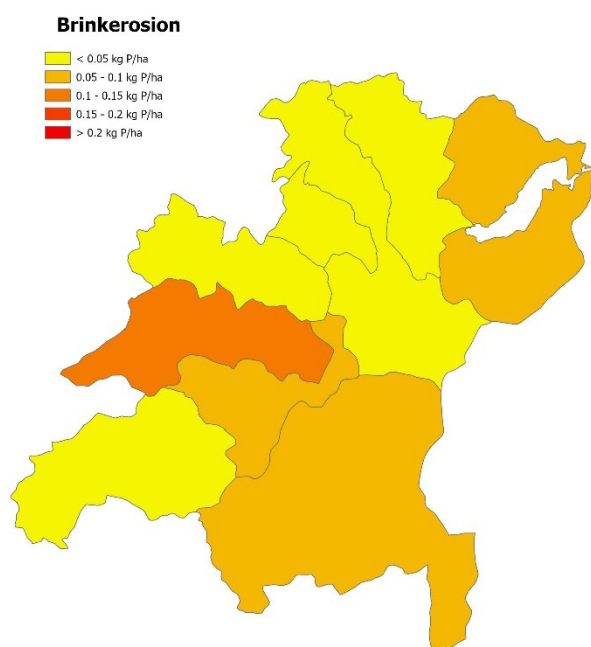 Brinkerosion
< 0.05 kg P/ha
0.05 - 0.1 kg P/ha
0.1 - 0.15 kg P/ha
0.15 - 0.2 kg P/ha
> 0.2 kg P/ha